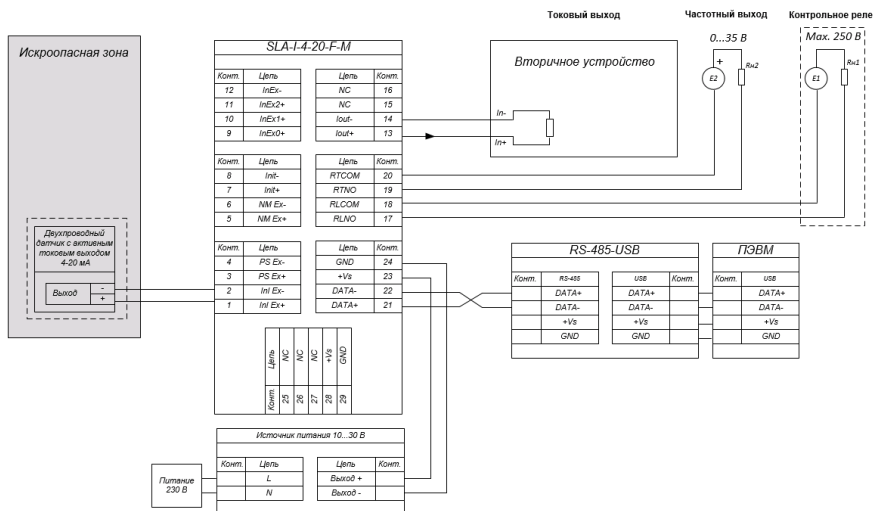 Токовый выход
Частотный выход
Контрольное реле
Искроопасная зона
SLA-I-4-20-F-M
Вторичное устройство
0...35 В
Max. 250 В
Конт. Цепь Цепь Конт.
12 InEx- NC 16
11 InEx2+ NC 15
10 InEx1+ Iout- 14
9 InEx0+ Iout+ 13
In-
In+
+
E2
Rн2
E1
Rн1
Конт. Цепь Цепь Конт.
8 Init- RTCOM 20
7 Init+ RTNO 19
6 NM Ex- RLCOM 18
5 NM Ex+ RLNO 17
Двухпроводный
датчик с активным
токовым выходом
4-20 мА
Выход - +
Конт. Цепь Цепь Конт.
4 PS Ex- GND 24
3 PS Ex+ +Vs 23
2 InI Ex- DATA- 22
1 InI Ex+ DATA+ 21
RS-485-USB
ПЭВМ
Конт. RS-485 USB Конт.
DATA+ DATA+
DATA- DATA-
+Vs +Vs
GND GND
Конт. USB
DATA+
DATA-
+Vs
GND
Цепь NC NC NC +Vs GND
Конт. 25 26 27 28 29
Источник питания 10...30 В
Конт. Цепь Цепь Конт.
L Выход +
N Выход -
Питание
230 В